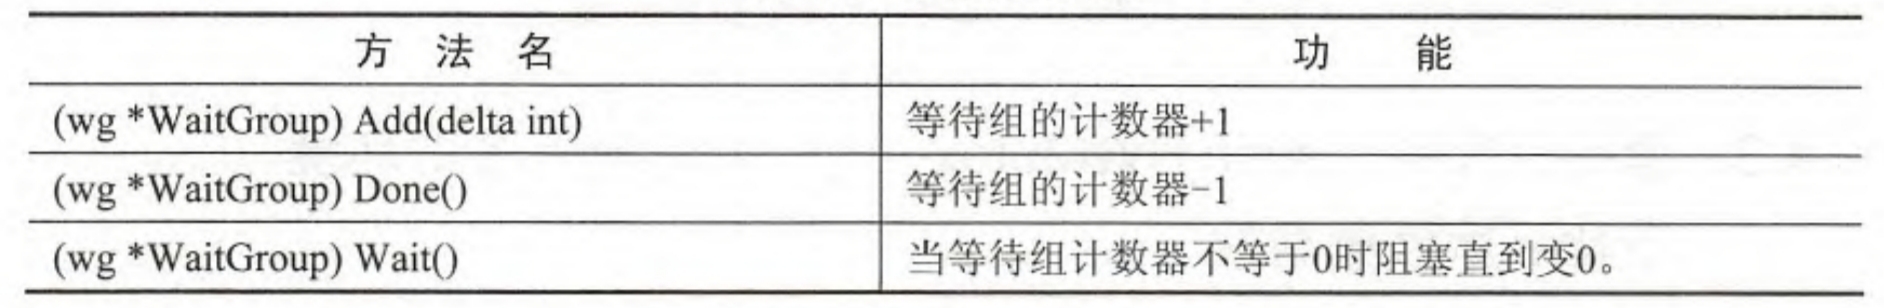 方 法 名
功 能
(wg *WaitGroup) Add(delta int)
等待组的计数器+1
(wg *WaitGroup) Done()
等待组的计数器-1
(wg *WaitGroup) Wait()
当等待组计数器不等于0时阻塞直到变0。